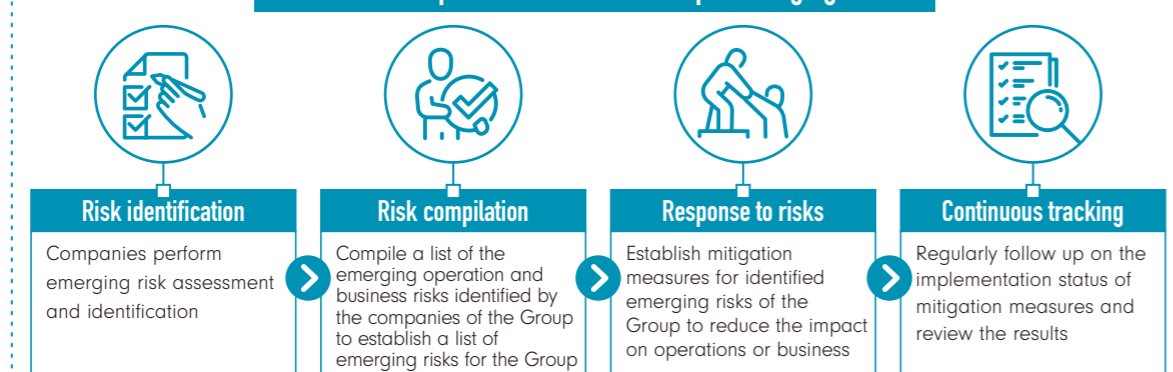 Risk identification
Companies perform
emerging risk assessment
and identification
Risk compilation
Compile a list of the
emerging operation and
business risks identified by
the companies of the Group
to establish a list of
emerging risks for the Group
Response to risks
Establish mitigation
measures for identified
emerging risks of the
Group to reduce the impact
on operations or business
Continuous tracking
Regularly follow up on the
implementation status of
mitigation measures and
review the results